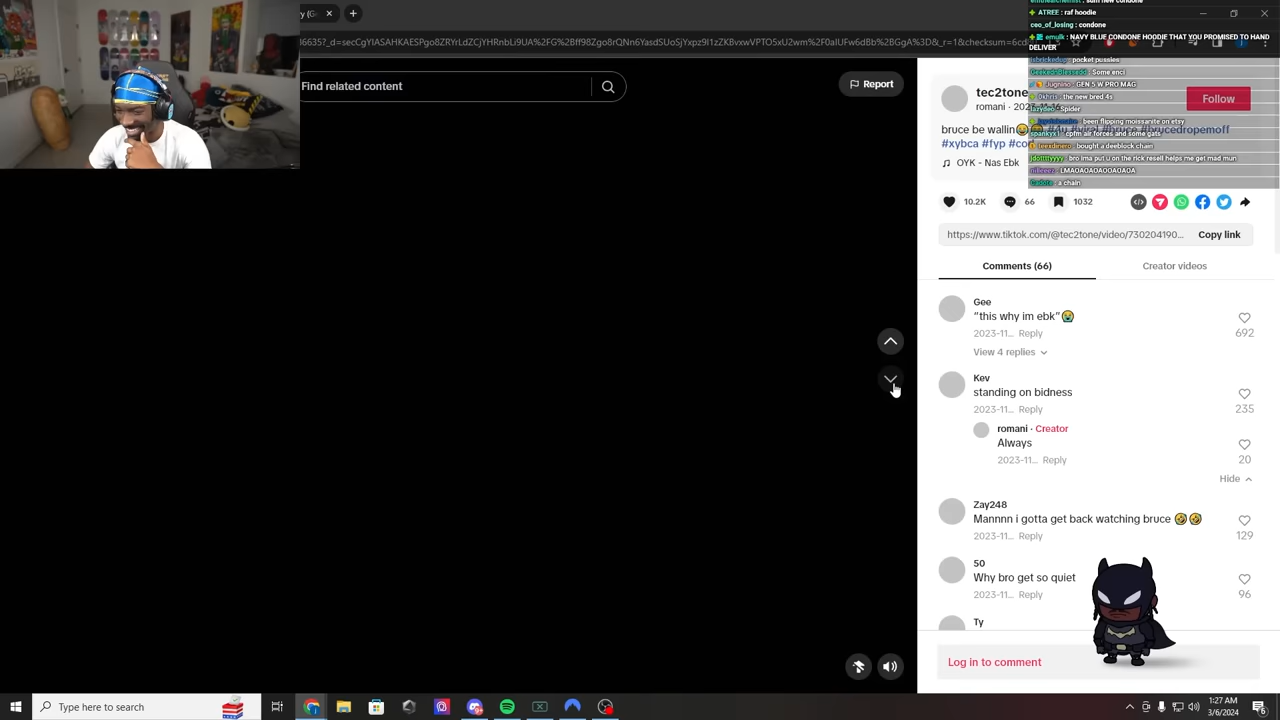 ATREE : raf hoodie
ceo_of_losing : condone
emulk : NAVY BLUE CONDONE HOODIE THAT YOU PROMISED TO HAND
DELIVER
pocket pussies
Some enci
Jugnino : GEN 5 W PRO MAG
the new bred 4s
Spider
been flipping moissanite on etsy
spankyx1 : cpfm air forces and some gats
teexdinero : bought a deeblock chain
bro ima put u on the rick resell helps me get mad mun
LMAOAOAOAOOAOAOA
a chain
Find related content
Report
tec2tone
romani ·
Follow
bruce be wallin #brucedropemoff
#xybca #fyp
OYK - Nas Ebk
10.2K
66
1032
https://www.tiktok.com/@tec2tone/video/730204190...
Copy link
Comments (66)
Creator videos
Gee
"this why im ebk"😭
692
2023-11... Reply
View 4 replies
Kev
standing on bidness
235
2023-11... Reply
romani · Creator
Always
20
2023-11... Reply
Hide
Zay248
Mannnn i gotta get back watching bruce 🤣🤣
129
2023-11... Reply
50
Why bro get so quiet
96
2023-11... Reply
Ty
Log in to comment
Type here to search
1:27 AM
3/6/2024